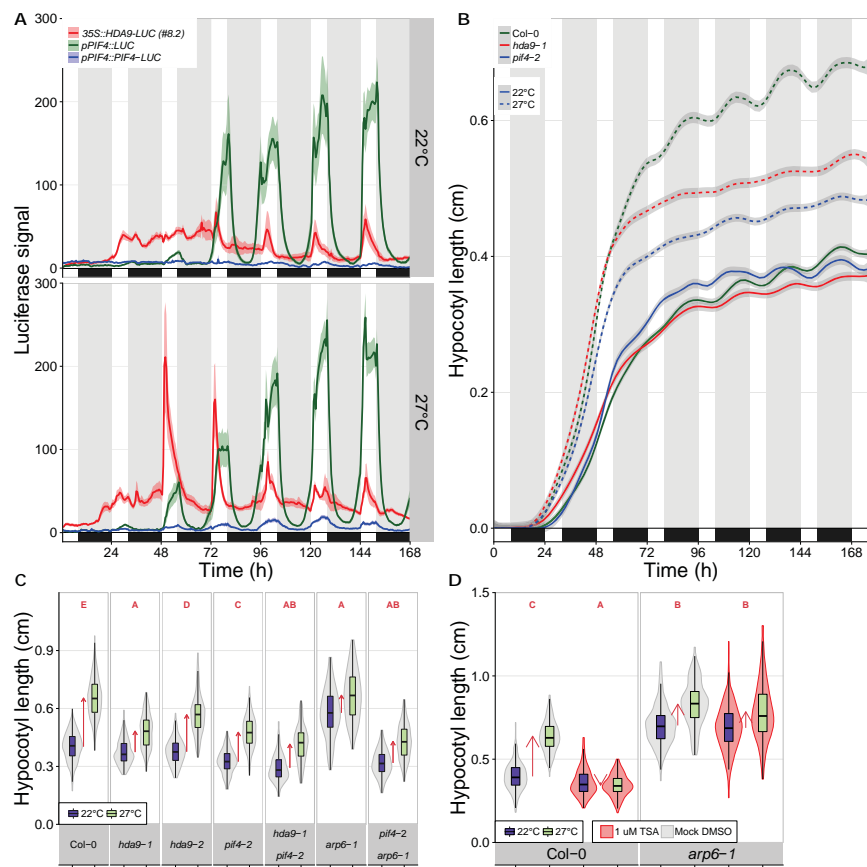 A
35S::HDA9−LUC (#8.2)
pPIF4::LUC
pPIF4::PIF4−LUC
Luciferase signal
300
200
100
0
22°C
300
200
100
0
27°C
24 48 72 96 120 144 168
Time (h)
B
Col−0
hda9−1
pif4−2
22°C
27°C
Hypocotyl length (cm)
0.6
0.4
0.2
0.0
0 24 48 72 96 120 144 168
Time (h)
C
Hypocotyl length (cm)
0.9
0.6
0.3
0.0
E A D C AB A AB
22°C 27°C
Col−0 hda9−1 hda9−2 pif4−2 hda9−1 pif4−2 arp6−1 pif4−2 arp6−1
D
Hypocotyl length (cm)
1.5
1.0
0.5
0.0
C A B B
22°C 27°C 1 uM TSA Mock DMSO
Col−0 arp6−1